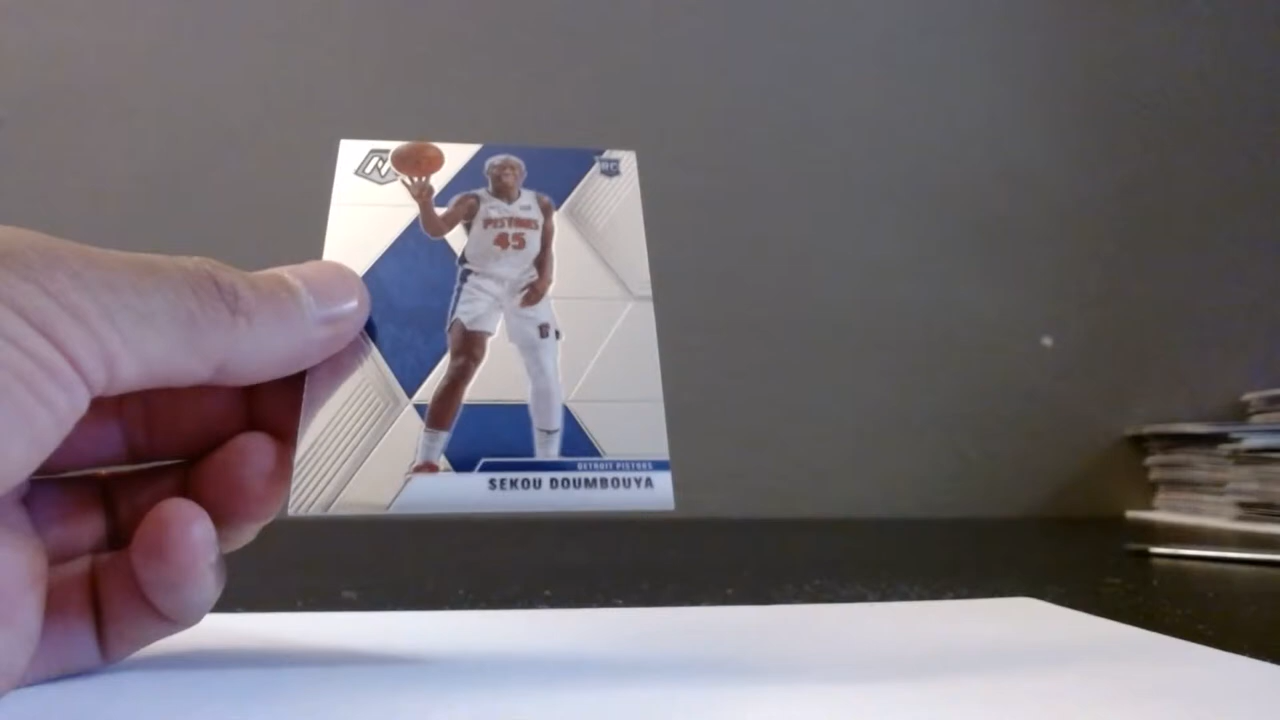 RC
PISTONS
45
DETROIT PISTONS
SEKOU DOUMBOUYA